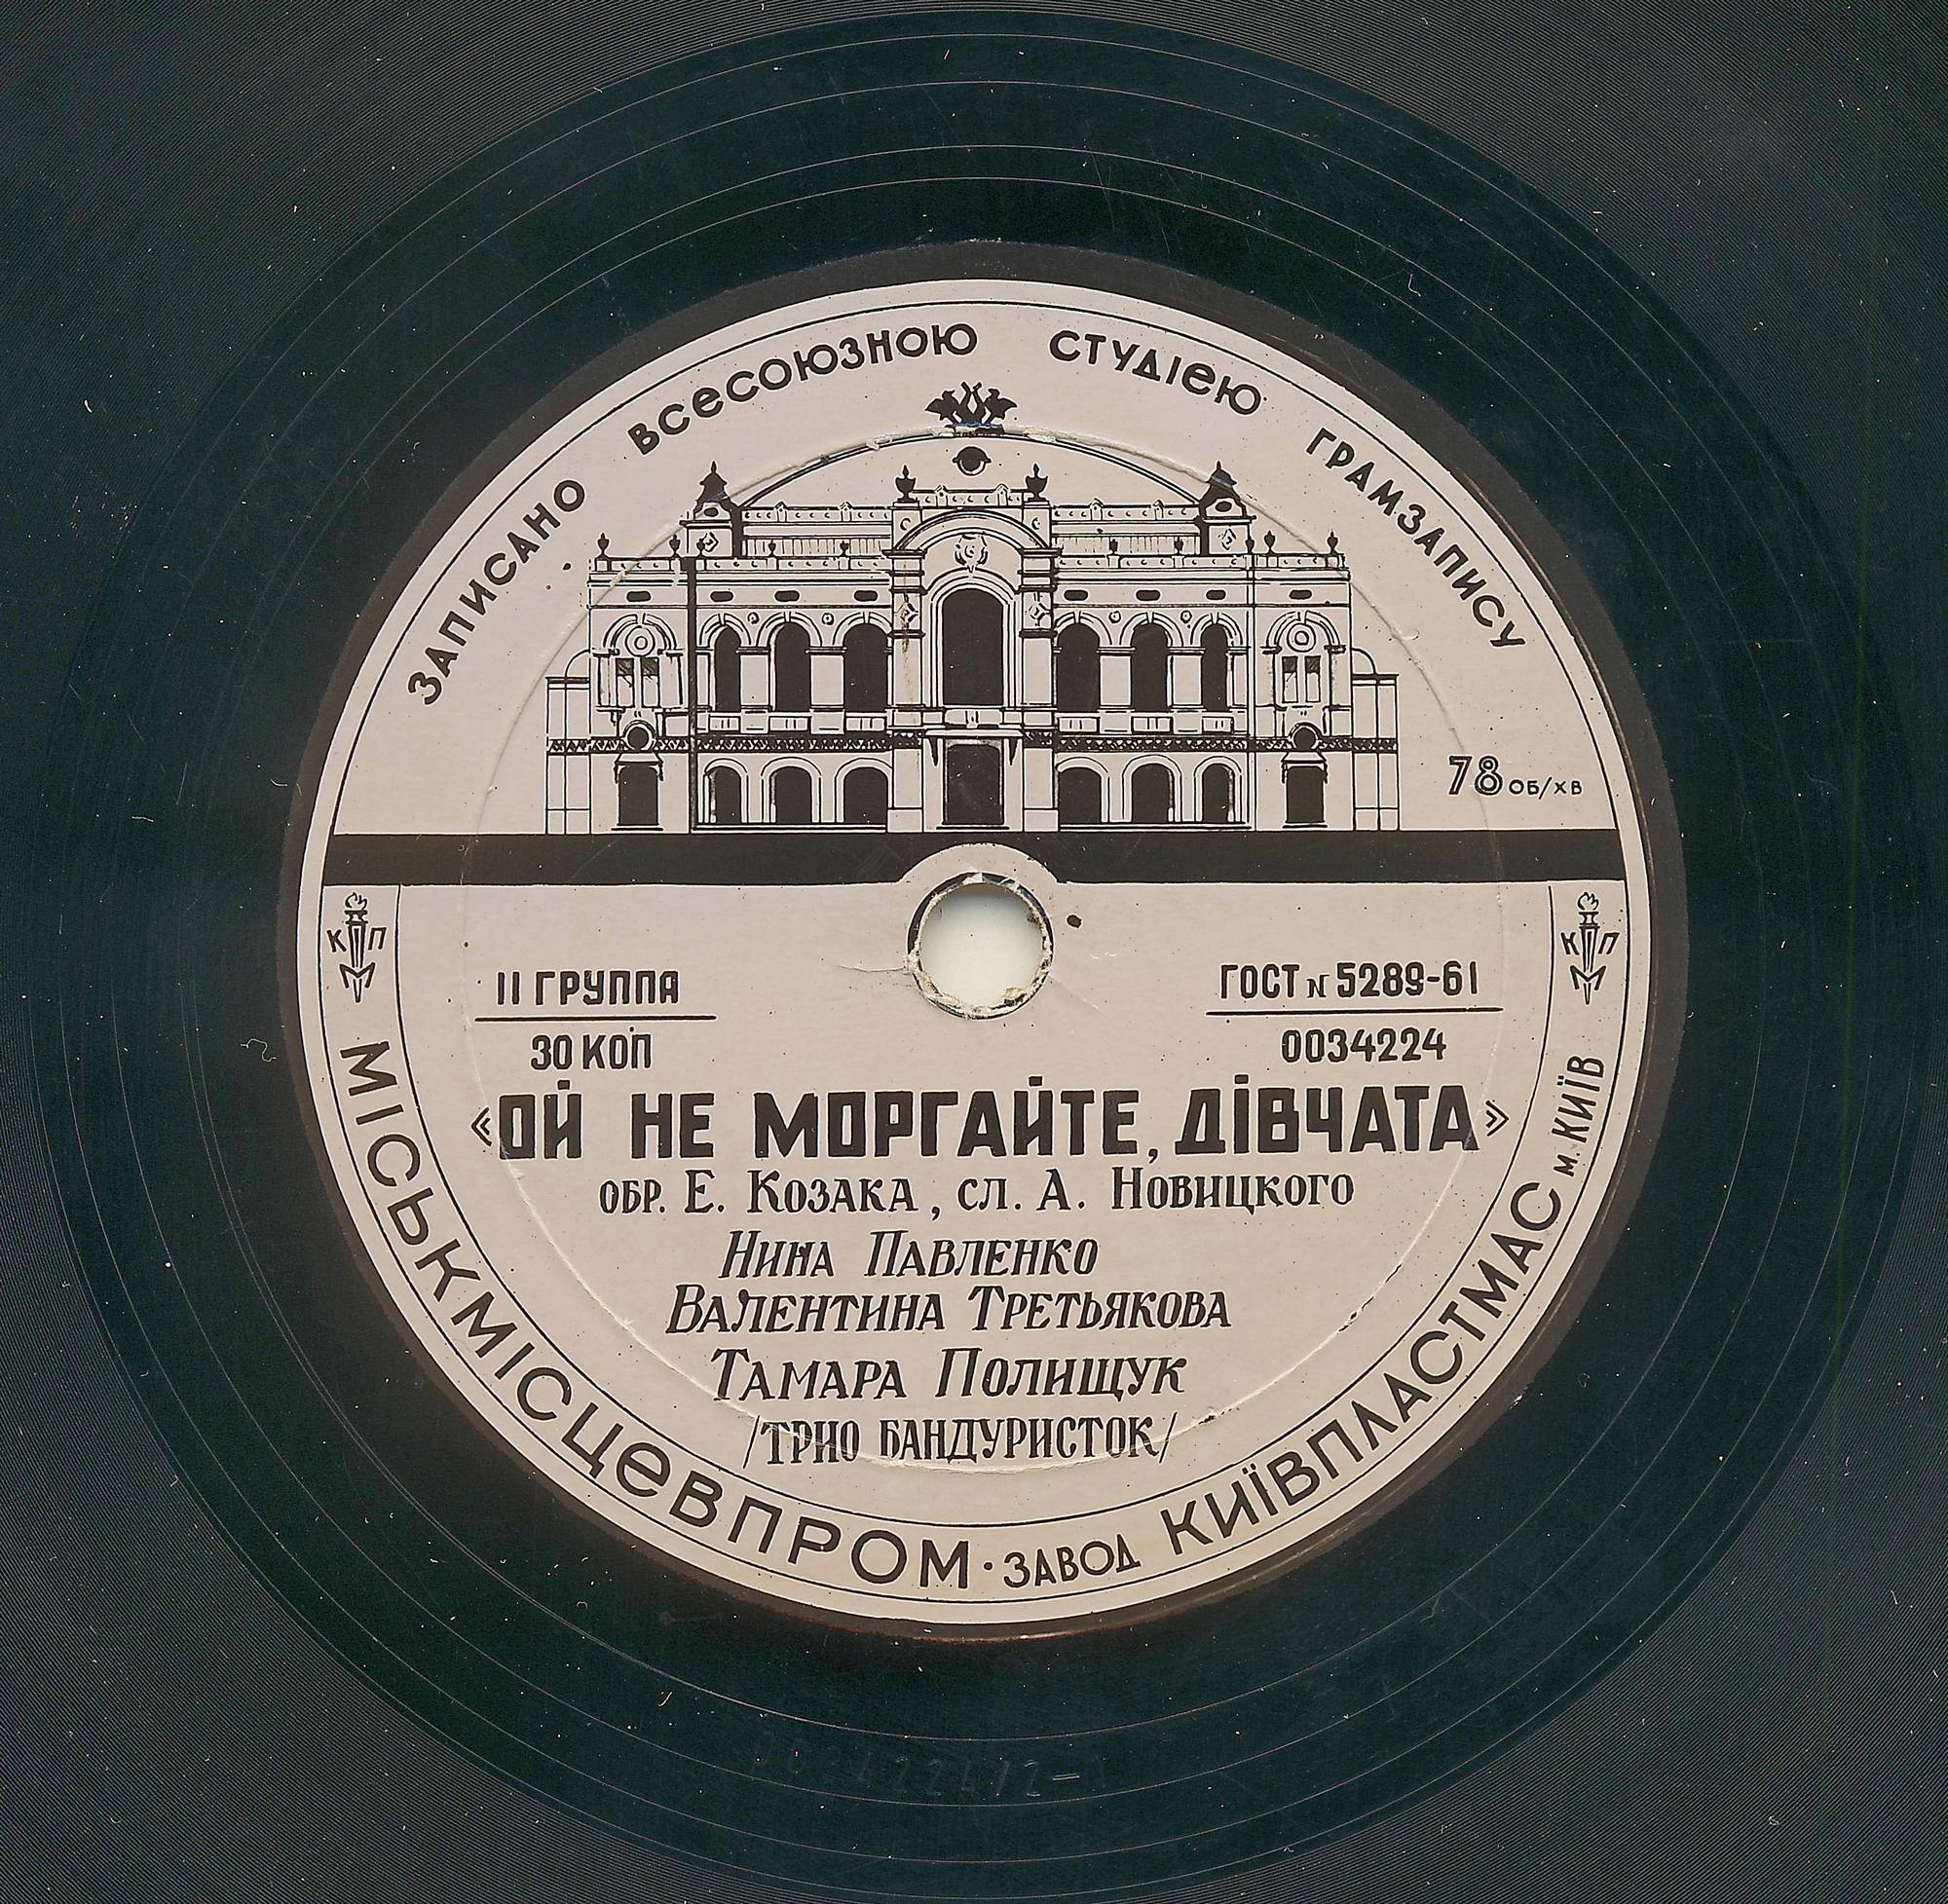 ЗАПИСАНО ВСЕСОЮЗНОЮ СТУДІЄЮ ГРАМЗАПИСУ
78 ОБ/ХВ
К П М
К П М
II ГРУППА
30 КОП
ГОСТ N 5289-61
0034224
«ОЙ НЕ МОРГАЙТЕ, ДІВЧАТА»
ОБР. Е. КОЗАКА, СЛ. А. НОВИЦКОГО
НИНА ПАВЛЕНКО
ВАЛЕНТИНА ТРЕТЬЯКОВА
ТАМАРА ПОЛИЩУК
/ТРИО БАНДУРИСТОК/
МІСЬКМІСЦЕВПРОМ · ЗАВОД КИЇВПЛАСТМАС М. КИЇВ